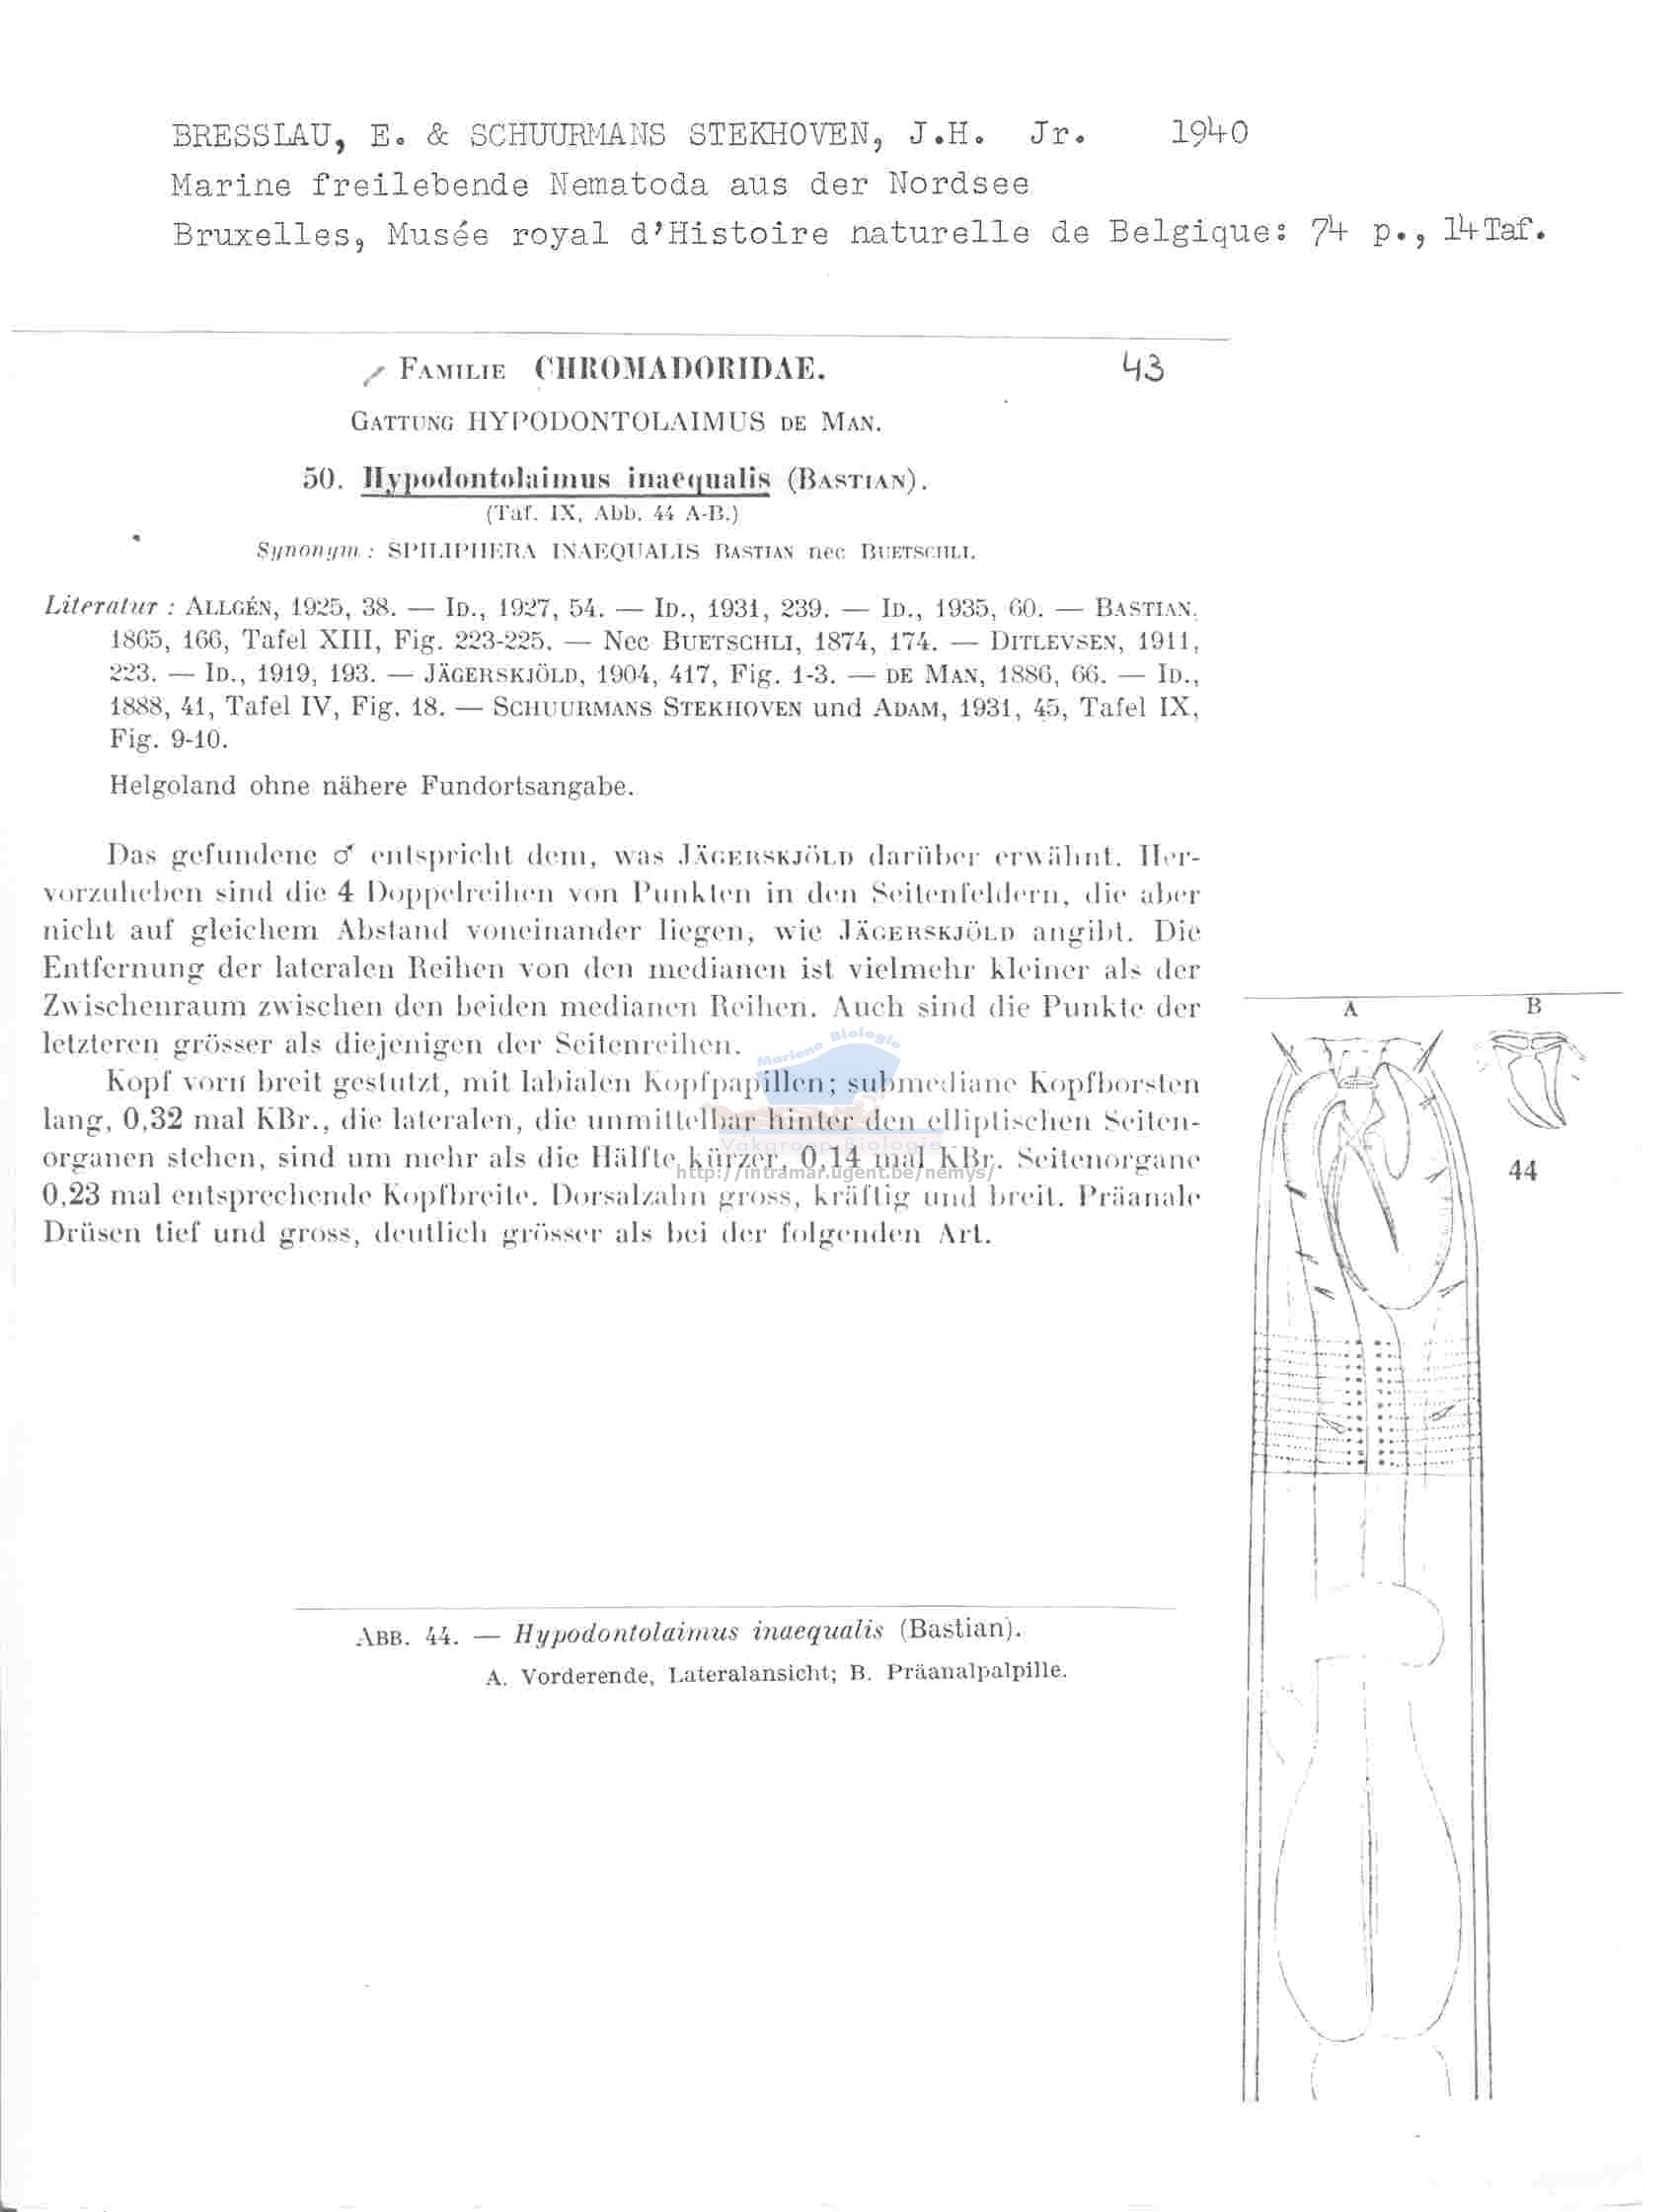 BRESSLAU, E. & SCHUURMANS STEKHOVEN, J.H. Jr. 1940
Marine freilebende Nematoda aus der Nordsee
Bruxelles, Musée royal d'Histoire naturelle de Belgique: 74 p., 14Taf.
FAMILIE CHROMADORIDAE. 43
GATTUNG HYPODONTOLAIMUS DE MAN.
50. Hypodontolaimus inaequalis (BASTIAN).
(Taf. IX, Abb. 44 A-B.)
Synonym : SPILIPHERA INAEQUALIS BASTIAN nec BUETSCHLI.
Literatur : ALLGÉN, 1925, 38. — ID., 1927, 54. — ID., 1931, 239. — ID., 1935, 60. — BASTIAN,
1865, 166, Tafel XIII, Fig. 223-225. — Nec BUETSCHLI, 1874, 174. — DITLEVSEN, 1911,
223. — ID., 1919, 193. — JÄGERSKJÖLD, 1904, 417, Fig. 1-3. — DE MAN, 1886, 66. — ID.,
1888, 41, Tafel IV, Fig. 18. — SCHUURMANS STEKHOVEN und ADAM, 1931, 45, Tafel IX,
Fig. 9-10.
Helgoland ohne nähere Fundortsangabe.
Das gefundene ♂ entspricht dem, was JÄGERSKJÖLD darüber erwähnt. Her-
vorzuheben sind die 4 Doppelreihen von Punkten in den Seitenfeldern, die aber
nicht auf gleichem Abstand voneinander liegen, wie JÄGERSKJÖLD angibt. Die
Entfernung der lateralen Reihen von den medianen ist vielmehr kleiner als der
Zwischenraum zwischen den beiden medianen Reihen. Auch sind die Punkte der
letzteren grösser als diejenigen der Seitenreihen.
Kopf vorn breit gestutzt, mit labialen Kopfpapillen; submediane Kopfborsten
lang, 0,32 mal KBr., die lateralen, die unmittelbar hinter den elliptischen Seiten-
organen stehen, sind um mehr als die Hälfte kürzer, 0,14 mal KBr. Seitenorgane
0,23 mal entsprechende Kopfbreite. Dorsalzahn gross, kräftig und breit. Präanale
Drüsen tief und gross, deutlich grösser als bei der folgenden Art.
Mariene Biologie
Vakgroep Biologie
http://intramar.ugent.be/nemys/
A B
44
ABB. 44. — Hypodontolaimus inaequalis (Bastian).
A. Vorderende, Lateralansicht; B. Präanalpalpille.